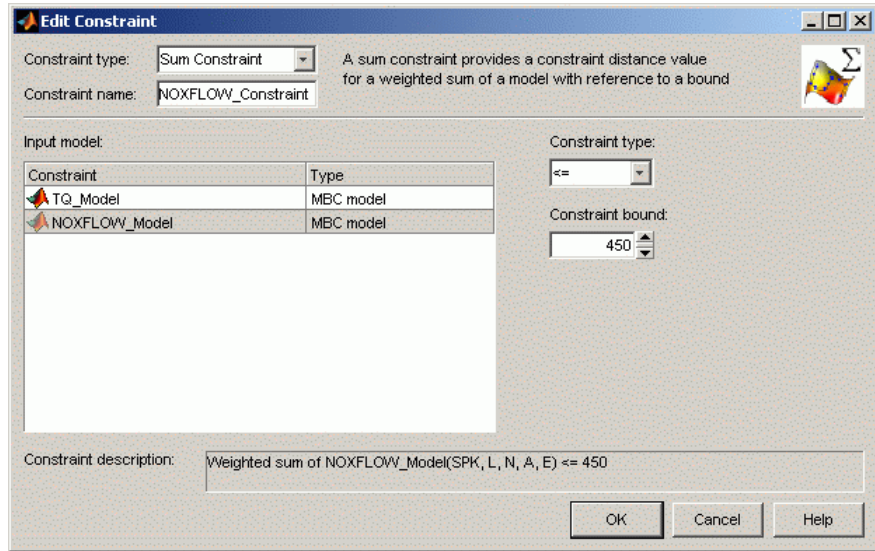 Edit Constraint
Constraint type: Sum Constraint
A sum constraint provides a constraint distance value
for a weighted sum of a model with reference to a bound
Σ
Constraint name: NOXFLOW_Constraint
Input model:
Constraint type:
Constraint Type
<=
TQ_Model MBC model
NOXFLOW_Model MBC model
Constraint bound:
450
Constraint description: Weighted sum of NOXFLOW_Model(SPK, L, N, A, E) <= 450
OK Cancel Help